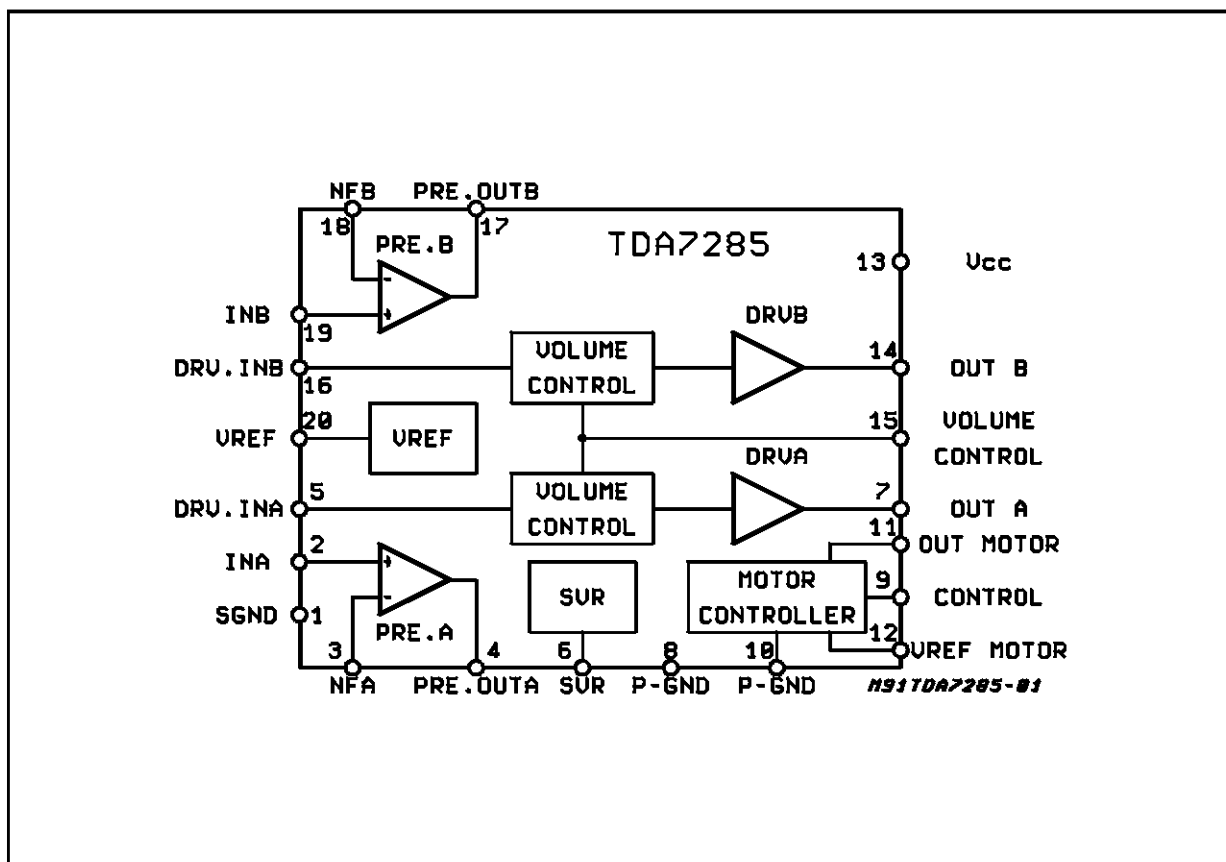 NFB PRE.OUTB
18 17
PRE.B TDA7285
13 Vcc
- 
INB +
19
DRVB
DRV.INB VOLUME 14 OUT B
16 CONTROL
20 15 VOLUME
VREF VREF
CONTROL
DRVA
5 VOLUME 7
DRV.INA CONTROL OUT A
11
2 OUT MOTOR
INA + MOTOR 9
SVR CONTROLLER CONTROL
-
SGND 1
PRE.A 12
VREF MOTOR
3 4 6 8 10
NFA PRE.OUTA SVR P-GND P-GND M91TDA7285-01